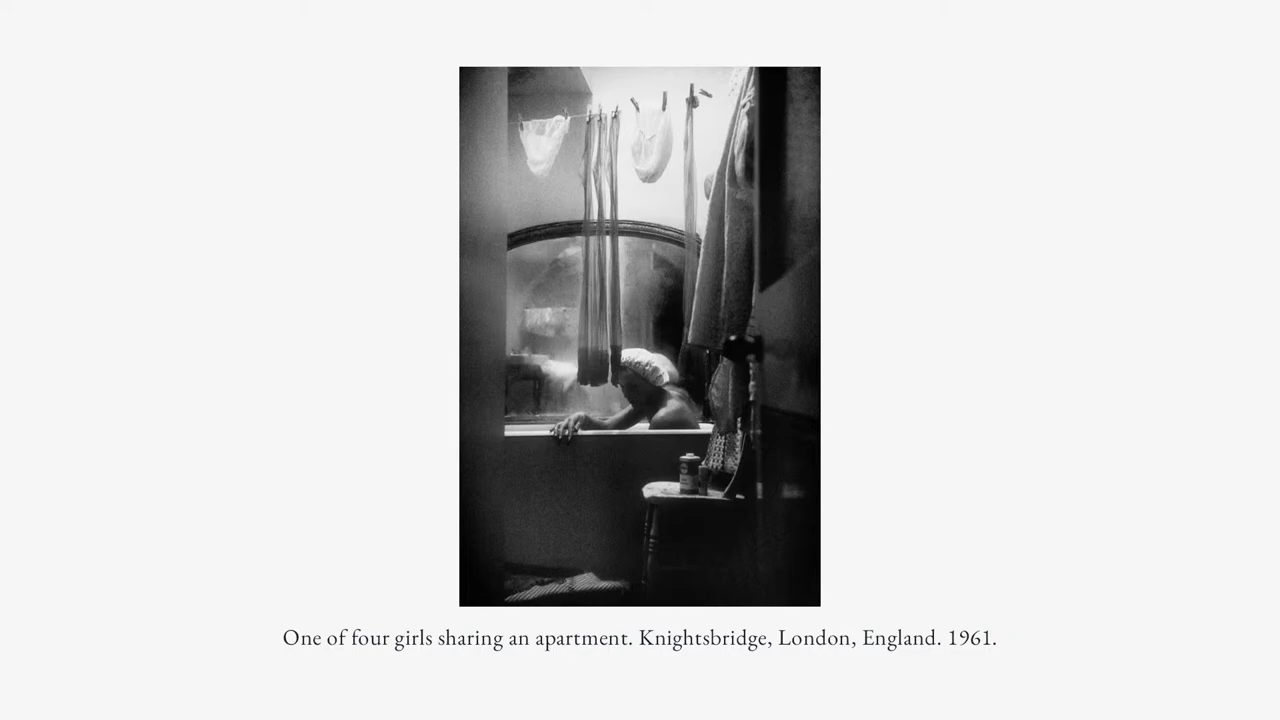 One of four girls sharing an apartment. Knightsbridge, London, England. 1961.